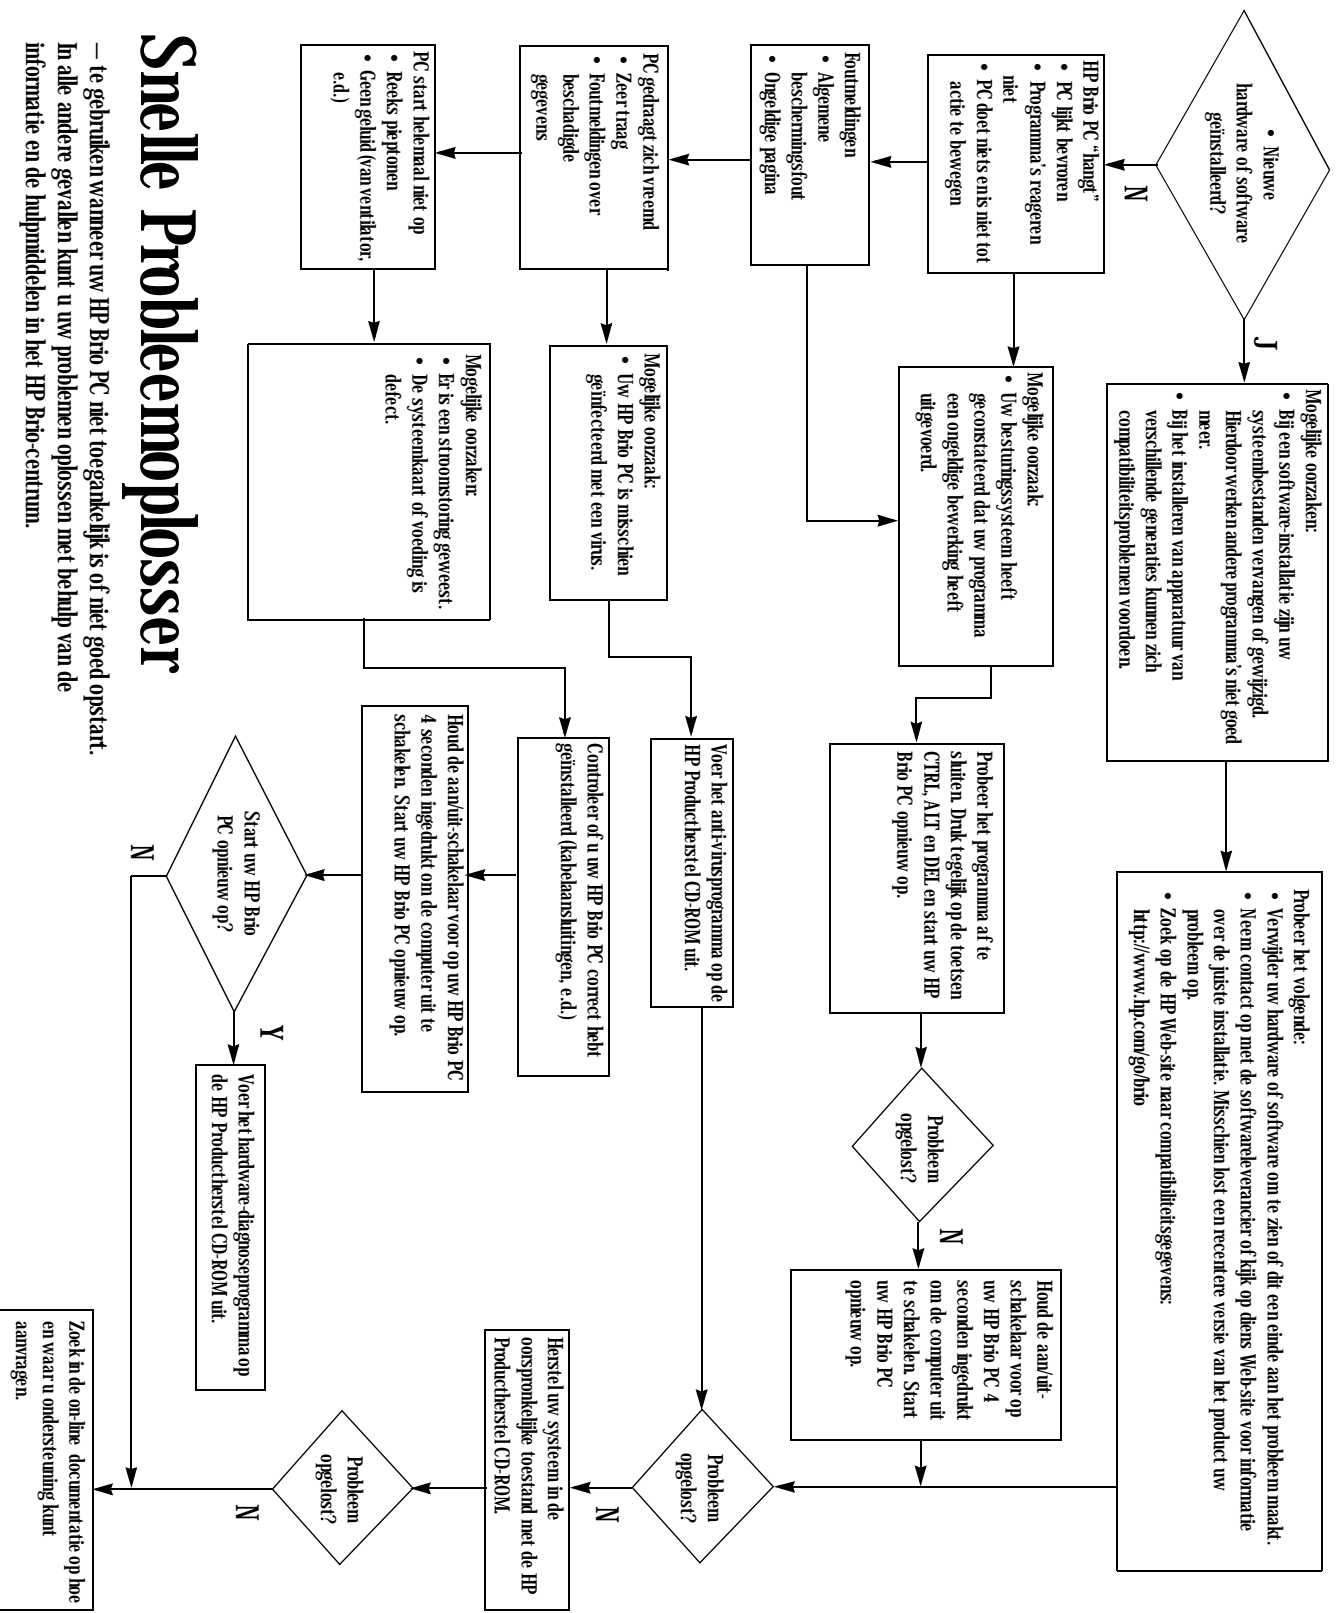 Snelle Probleemoplosser
– te gebruiken wanneer uw HP Brio PC niet toegankelijk is of niet goed opstart.
In alle andere gevallen kunt u uw problemen oplossen met behulp van de
informatie en de hulpmiddelen in het HP Brio-centrum.
• Nieuwe
hardware of software
geïnstalleerd?
J
N
Mogelijke oorzaken:
• Bij een software-installatie zijn uw
systeembestanden vervangen of gewijzigd.
Hierdoor werken andere programma's niet goed
meer.
• Bij het installeren van apparatuur van
verschillende generaties kunnen zich
compatibiliteitsproblemen voordoen.
Probeer het volgende:
• Verwijder uw hardware of software om te zien of dit een einde aan het probleem maakt.
• Neem contact op met de softwareleverancier of kijk op diens Web-site voor informatie
over de juiste installatie. Misschien lost een recentere versie van het product uw
probleem op.
• Zoek op de HP Web-site naar compatibiliteitsgegevens:
http://www.hp.com/go/brio
HP Brio PC "hangt"
• PC lijkt bevroren
• Programma's reageren
niet
• PC doet niets en is niet tot
actie te bewegen
Mogelijke oorzaak:
• Uw besturingssysteem heeft
geconstateerd dat uw programma
een ongeldige bewerking heeft
uitgevoerd.
Probeer het programma af te
sluiten. Druk tegelijk op de toetsen
CTRL, ALT en DEL en start uw HP
Brio PC opnieuw op.
Probleem
opgelost?
N
Houd de aan/uit-
schakelaar voor op
uw HP Brio PC 4
seconden ingedrukt
om de computer uit
te schakelen. Start
uw HP Brio PC
opnieuw op.
Foutmeldingen
• Algemene
beschermingsfout
• Ongeldige pagina
PC gedraagt zich vreemd
• Zeer traag
• Foutmeldingen over
beschadigde
gegevens
Mogelijke oorzaak:
• Uw HP Brio PC is misschien
geïnfecteerd met een virus.
Voer het anti-virusprogramma op de
HP Productherstel CD-ROM uit.
Probleem
opgelost?
N
Herstel uw systeem in de
oorspronkelijke toestand met de HP
Productherstel CD-ROM.
PC start helemaal niet op
• Reeks pieptonen
• Geen geluid (van ventilator,
e.d.)
Mogelijke oorzaken:
• Er is een stroomstoring geweest.
• De systeemkaart of voeding is
defect.
Controleer of u uw HP Brio PC correct hebt
geïnstalleerd (kabelaansluitingen, e.d.)
Houd de aan/uit-schakelaar voor op uw HP Brio PC
4 seconden ingedrukt om de computer uit te
schakelen. Start uw HP Brio PC opnieuw op.
Start uw HP Brio
PC opnieuw op?
Y
N
Voer het hardware-diagnoseprogramma op
de HP Productherstel CD-ROM uit.
Probleem
opgelost?
N
Zoek in de on-line documentatie op hoe
en waar u ondersteuning kunt
aanvragen.